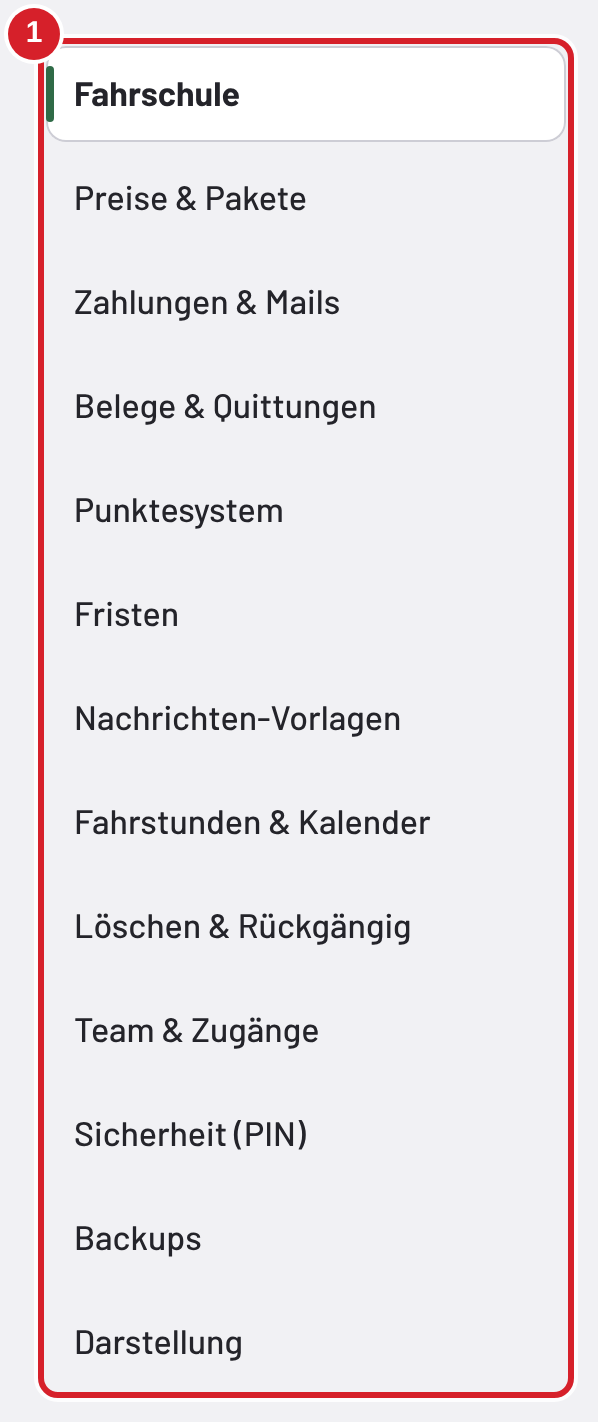 1
Fahrschule
Preise & Pakete
Zahlungen & Mails
Belege & Quittungen
Punktesystem
Fristen
Nachrichten-Vorlagen
Fahrstunden & Kalender
Löschen & Rückgängig
Team & Zugänge
Sicherheit (PIN)
Backups
Darstellung